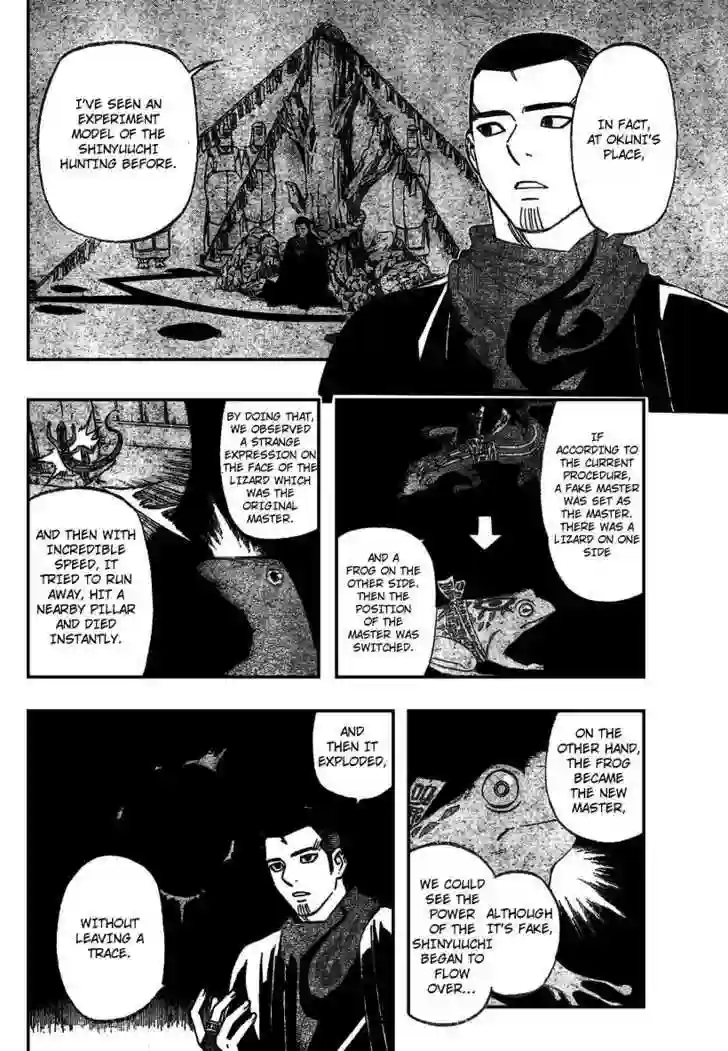 IN FACT,
AT OKUNI'S
PLACE,
I'VE SEEN AN
EXPERIMENT
MODEL OF THE
SHINYUUCHI
HUNTING BEFORE.
IF
ACCORDING TO
THE CURRENT
PROCEDURE,
A FAKE MASTER
WAS SET AS
THE MASTER.
THERE WAS A
LIZARD ON ONE
SIDE
AND A
FROG ON THE
OTHER SIDE.
THEN THE
POSITION
OF THE
MASTER WAS
SWITCHED.
BY DOING THAT,
WE OBSERVED
A STRANGE
EXPRESSION ON
THE FACE OF THE
LIZARD WHICH
WAS THE
ORIGINAL
MASTER.
AND THEN WITH
INCREDIBLE
SPEED, IT
TRIED TO RUN
AWAY, HIT A
NEARBY PILLAR
AND DIED
INSTANTLY.
ON THE
OTHER HAND,
THE FROG
BECAME
THE NEW
MASTER,
ALTHOUGH
IT'S FAKE,
WE COULD
SEE THE
POWER
OF THE
SHINYUUCHI
BEGAN TO
FLOW
OVER...
AND
THEN IT
EXPLODED,
WITHOUT
LEAVING A
TRACE.